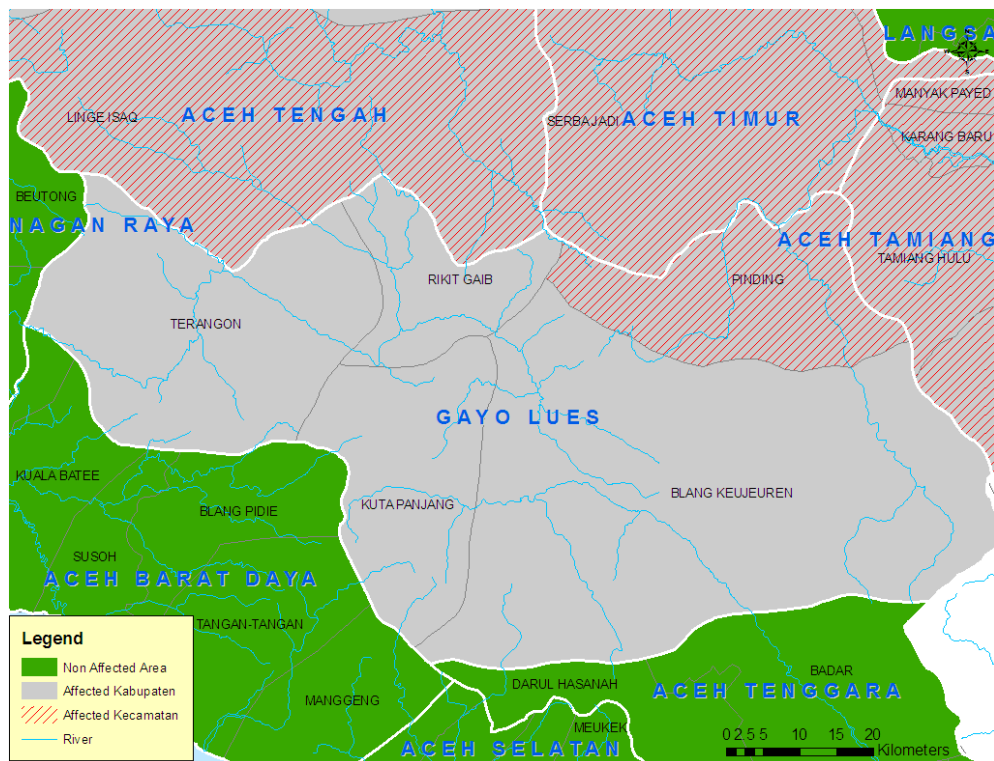 LANGSA
N
W E
S
MANYAK PAYED
LINGE ISAQ
ACEH TENGAH
SERBAJADI
ACEH TIMUR
KARANG BARU
BEUTONG
NAGAN RAYA
ACEH TAMIANG
TAMIANG HULU
RIKIT GAIB
PINDING
TERANGON
GAYO LUES
KUALA BATEE
BLANG PIDIE
KUTA PANJANG
BLANG KEUJEUREN
SUSOH
ACEH BARAT DAYA
TANGAN-TANGAN
MANGGENG
DARUL HASANAH
BADAR
ACEH TENGGARA
MEUKEK
ACEH SELATAN
Legend
Non Affected Area
Affected Kabupaten
Affected Kecamatan
River
0 2.5 5 10 15 20
Kilometers